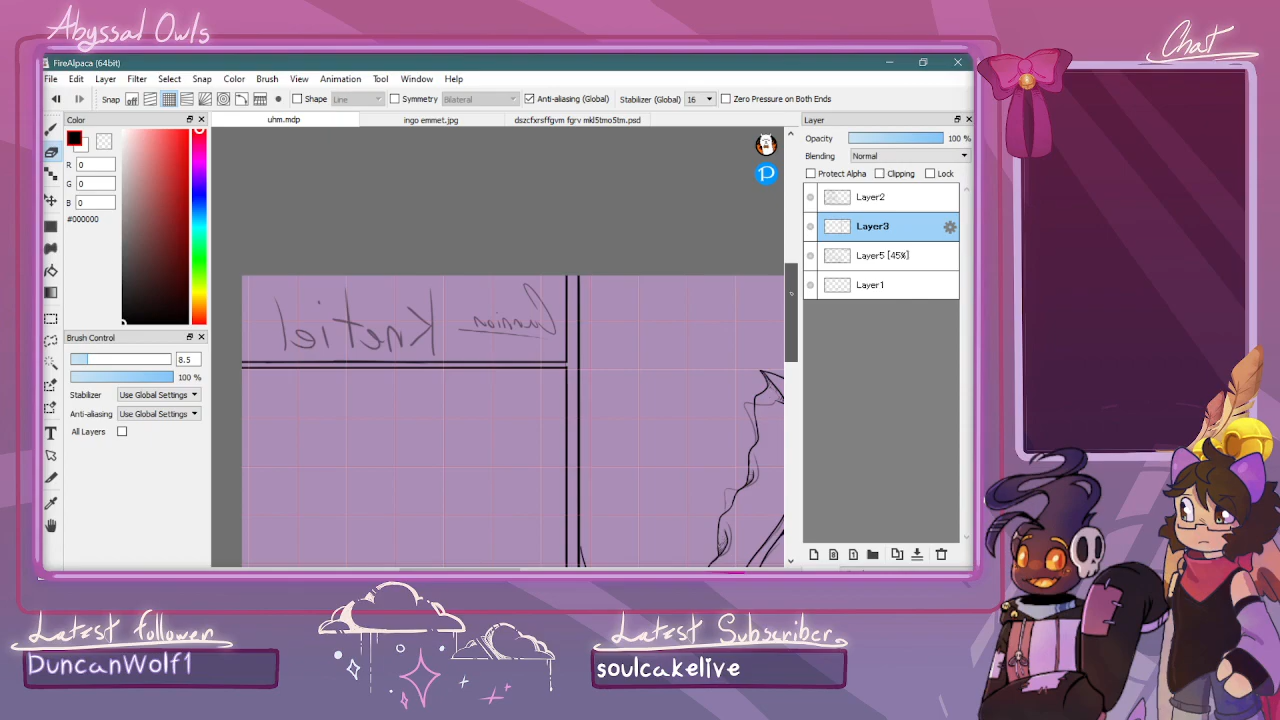 Abyssal Owls
Chat
FireAlpaca (64bit)
File Edit Layer Filter Select Snap Color Brush View Animation Tool Window Help
Snap off Shape Line Symmetry Bilateral Anti-aliasing (Global) Stabilizer (Global) 16 Zero Pressure on Both Ends
Color
uhm.mdp ingo emmet.jpg dszcfxrsffgvm fgrv mkl5tmo5tm.psd
Layer
Opacity 100 %
Blending Normal
Protect Alpha Clipping Lock
R 0
G 0
B 0
#000000
Layer2
Layer3
Layer5 [45%]
Layer1
Brush Control
8.5
100 %
Stabilizer Use Global Settings
Anti-aliasing Use Global Settings
All Layers
Knetiel
Latest follower
DuncanWolf1
Latest Subscriber
soulcakelive